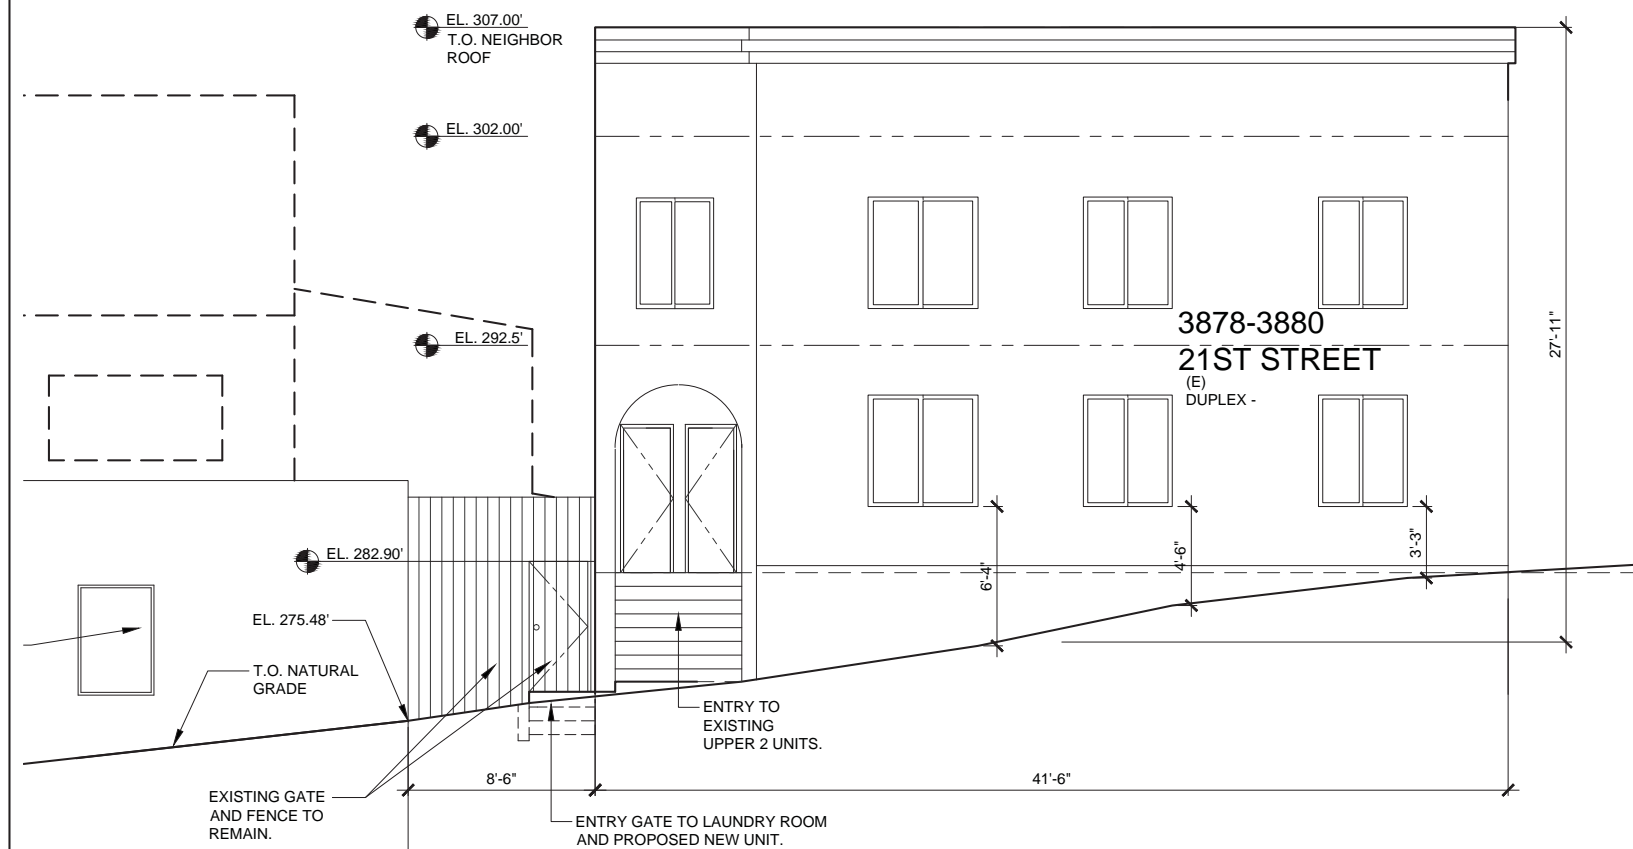 EL. 307.00'
T.O. NEIGHBOR
ROOF
EL. 302.00'
EL. 292.5'
3878-3880
21ST STREET
(E)
DUPLEX -
27'-11"
EL. 282.90'
6'-4"
4'-6"
3'-3"
EL. 275.48'
T.O. NATURAL
GRADE
ENTRY TO
EXISTING
UPPER 2 UNITS.
8'-6"
41'-6"
EXISTING GATE
AND FENCE TO
REMAIN.
ENTRY GATE TO LAUNDRY ROOM
AND PROPOSED NEW UNIT.